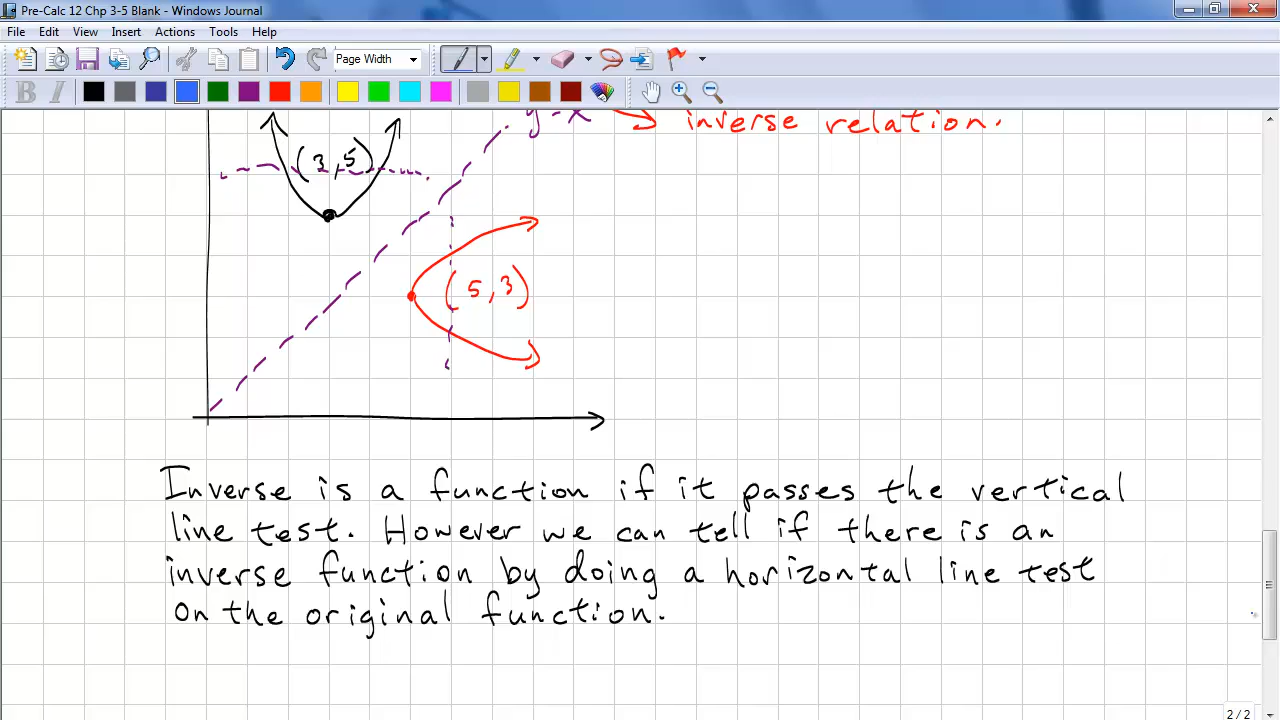 Pre-Calc 12 Chp 3-5 Blank - Windows Journal
File Edit View Insert Actions Tools Help
Page Width
B I
y=x
inverse relation.
(3,5)
(5,3)
Inverse is a function if it passes the vertical
line test. However we can tell if there is an
inverse function by doing a horizontal line test
on the original function.
2/2